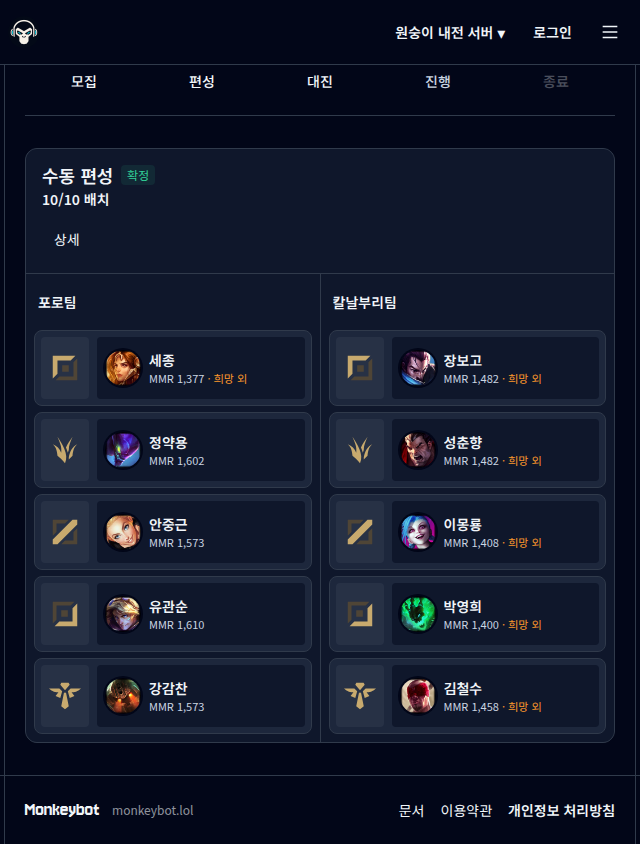 원숭이 내전 서버 ▾
로그인
모집
편성
대진
진행
종료
수동 편성 확정
10/10 배치
상세
포로팀
세종
MMR 1,377 · 희망 외
정약용
MMR 1,602
안중근
MMR 1,573
유관순
MMR 1,610
강감찬
MMR 1,573
칼날부리팀
장보고
MMR 1,482 · 희망 외
성춘향
MMR 1,482 · 희망 외
이몽룡
MMR 1,408 · 희망 외
박영희
MMR 1,400 · 희망 외
김철수
MMR 1,458 · 희망 외
Monkeybot monkeybot.lol
문서
이용약관
개인정보 처리방침